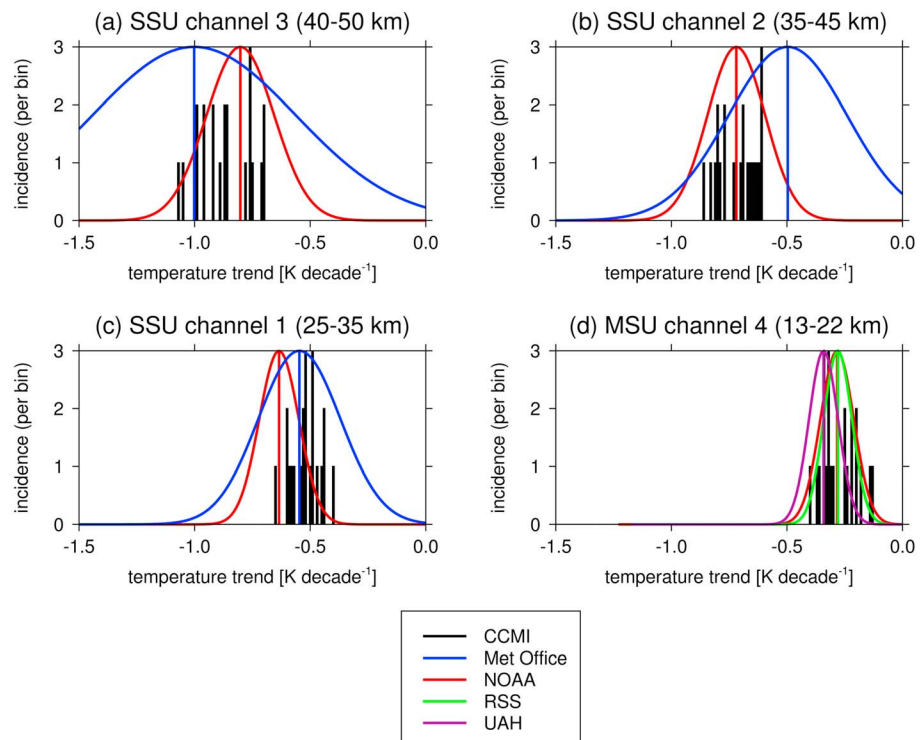 (a) SSU channel 3 (40-50 km)
3
2
1
0
incidence (per bin)
-1.5 -1.0 -0.5 0.0
temperature trend [K decade⁻¹]
(b) SSU channel 2 (35-45 km)
3
2
1
0
incidence (per bin)
-1.5 -1.0 -0.5 0.0
temperature trend [K decade⁻¹]
(c) SSU channel 1 (25-35 km)
3
2
1
0
incidence (per bin)
-1.5 -1.0 -0.5 0.0
temperature trend [K decade⁻¹]
(d) MSU channel 4 (13-22 km)
3
2
1
0
incidence (per bin)
-1.5 -1.0 -0.5 0.0
temperature trend [K decade⁻¹]
CCMI
Met Office
NOAA
RSS
UAH